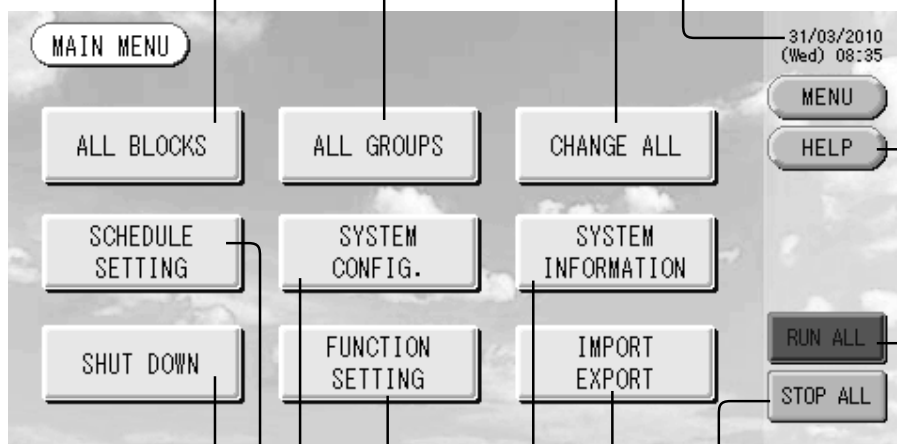 MAIN MENU
31/03/2010
(Wed) 08:35
MENU
HELP
ALL BLOCKS
ALL GROUPS
CHANGE ALL
SCHEDULE
SETTING
SYSTEM
CONFIG.
SYSTEM
INFORMATION
SHUT DOWN
FUNCTION
SETTING
IMPORT
EXPORT
RUN ALL
STOP ALL